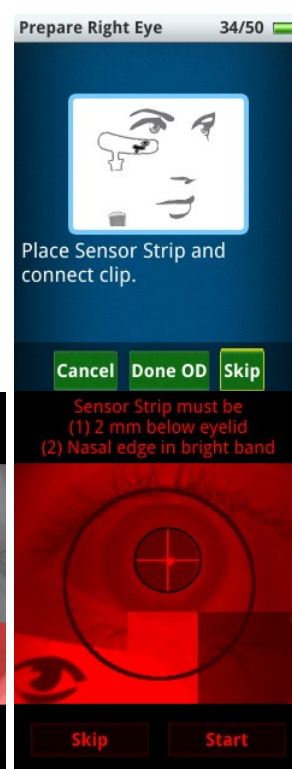 Prepare Right Eye 34/50
Place Sensor Strip and
connect clip.
Cancel Done OD Skip
Sensor Strip must be
(1) 2 mm below eyelid
(2) Nasal edge in bright band
Skip Start